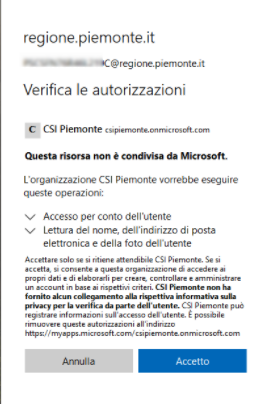 regione.piemonte.it
C@regione.piemonte.it
Verifica le autorizzazioni
C CSI Piemonte csipiemonte.onmicrosoft.com
Questa risorsa non è condivisa da Microsoft.
L'organizzazione CSI Piemonte vorrebbe eseguire
queste operazioni:
Accesso per conto dell'utente
Lettura del nome, dell'indirizzo di posta
elettronica e della foto dell'utente
Accettare solo se si ritiene attendibile CSI Piemonte. Se si
accetta, si consente a questa organizzazione di accedere ai
propri dati e di elaborarli per creare, controllare e amministrare
un account in base ai rispettivi criteri. CSI Piemonte non ha
fornito alcun collegamento alla rispettiva informativa sulla
privacy per la verifica da parte dell'utente. CSI Piemonte può
registrare informazioni sull'accesso dell'utente. È possibile
rimuovere queste autorizzazioni all'indirizzo
https://myapps.microsoft.com/csipiemonte.onmicrosoft.com
Annulla
Accetto